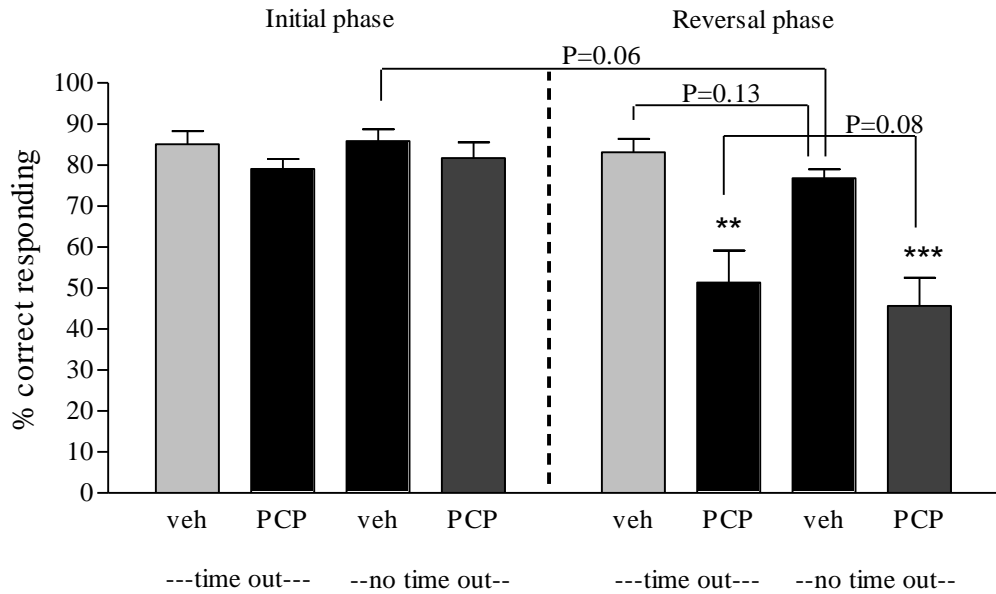 Initial phase
Reversal phase
P=0.06
P=0.13
P=0.08
% correct responding
100
90
80
70
60
50
40
30
20
10
0
**
***
veh PCP veh PCP veh PCP veh PCP
---time out--- --no time out-- ---time out--- --no time out--